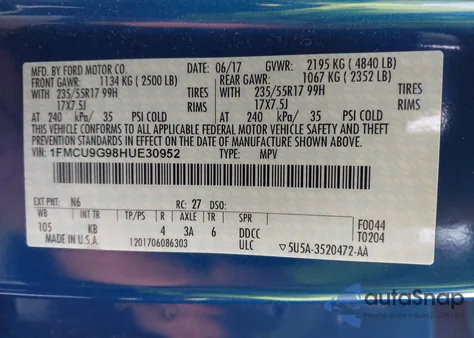 MFD. BY FORD MOTOR CO. DATE: 06/17 GVWR: 2195 KG (4840 LB)
FRONT GAWR: 1134 KG (2500 LB) REAR GAWR: 1067 KG (2352 LB)
WITH 235/55R17 99H TIRES WITH 235/55R17 99H TIRES
17X7.5J RIMS 17X7.5J RIMS
AT 240 kPa/ 35 PSI COLD AT 240 kPa/ 35 PSI COLD
THIS VEHICLE CONFORMS TO ALL APPLICABLE FEDERAL MOTOR VEHICLE SAFETY AND THEFT
PREVENTION STANDARDS IN EFFECT ON THE DATE OF MANUFACTURE SHOWN ABOVE.
VIN: 1FMCU9G98HUE30952 TYPE: MPV
EXT PNT: N6 RC: 27 DSO:
WB INT TR TP/PS R AXLE TR SPR F0044
105 KB 4 3A 6 DDCC T0204
MADE IN U.S.A. 1201706086303 ULC ▽5U5A-3520472-AA
autoSnap